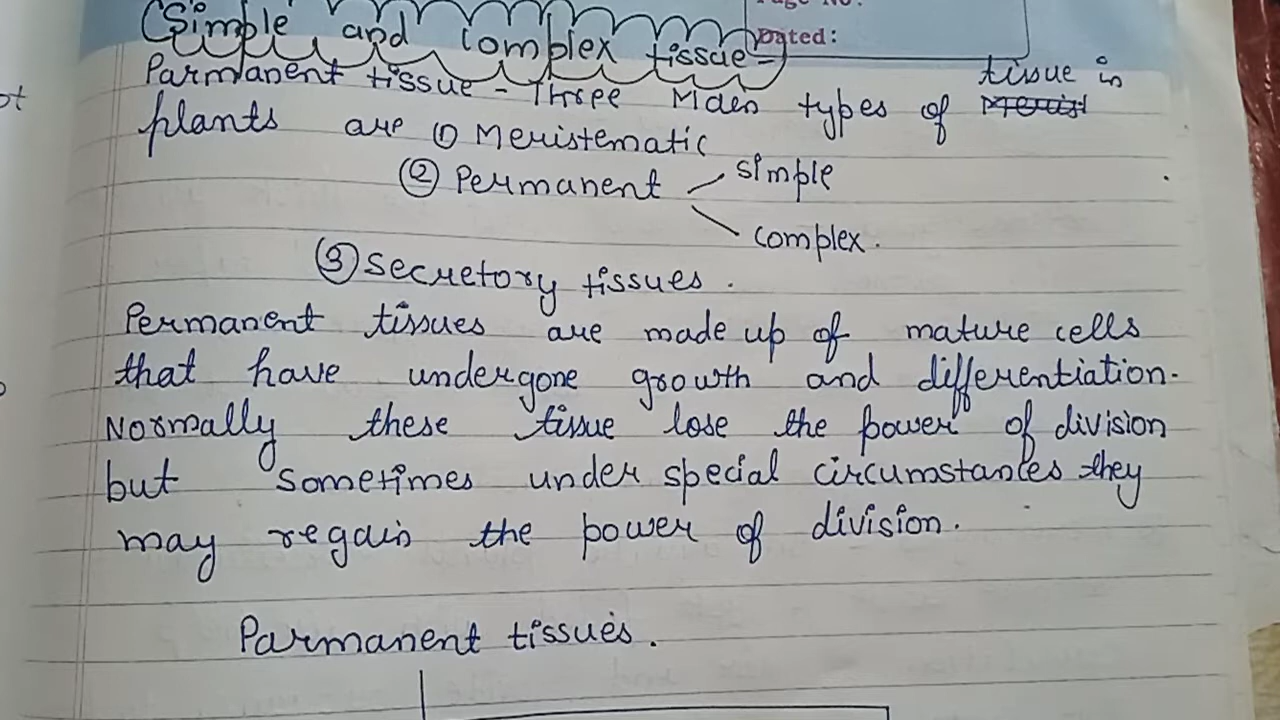 Page No.
Dated:
Simple and complex tissue-
Parmanent tissue - Three Main types of tissue in
plants are (1) Meristematic
(2) Permanent simple
complex.
(3) Secretory tissues.
Permanent tissues are made up of mature cells
that have undergone growth and differentiation.
Normally these tissue lose the power of division
but sometimes under special circumstances they
may regain the power of division.
Parmanent tissues.